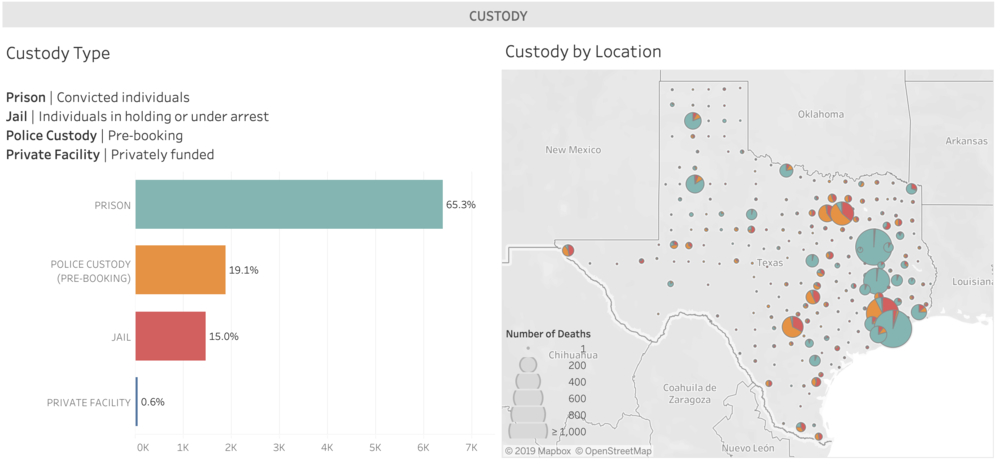 CUSTODY
Custody Type
Prison | Convicted individuals
Jail | Individuals in holding or under arrest
Police Custody | Pre-booking
Private Facility | Privately funded
PRISON
65.3%
POLICE CUSTODY
(PRE-BOOKING)
19.1%
JAIL
15.0%
PRIVATE FACILITY
0.6%
0K 1K 2K 3K 4K 5K 6K 7K
Custody by Location
Oklahoma
New Mexico
Arkansas
Texas
Louisiana
Number of Deaths
1
Chihuahua
200
400
600
800
≥ 1,000
Coahuila de
Zaragoza
Nuevo León
© 2019 Mapbox © OpenStreetMap